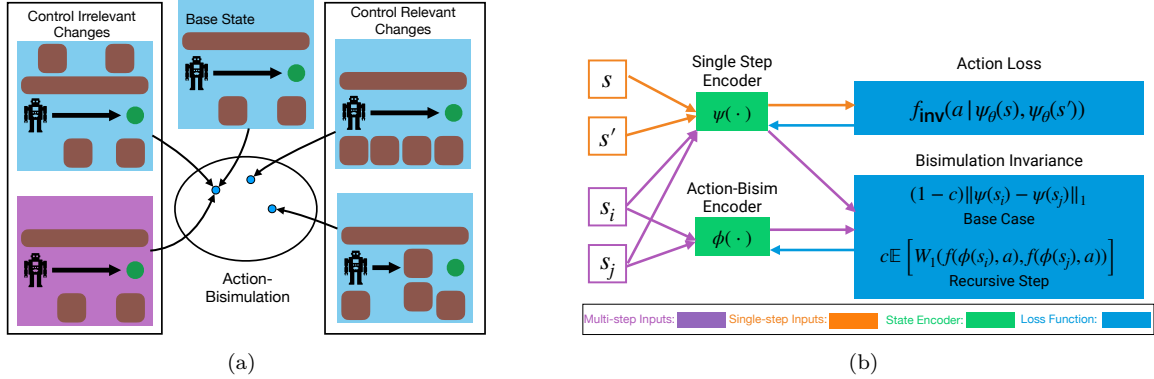 Control Irrelevant
Changes
Base State
Control Relevant
Changes
Action-
Bisimulation
(a)
Single Step
Encoder
Action Loss
s
s′
ψ( · )
f_inv(a | ψ_θ(s), ψ_θ(s′))
Bisimulation Invariance
s_i
s_j
Action-Bisim
Encoder
ϕ( · )
(1 − c)‖ψ(s_i) − ψ(s_j)‖_1
Base Case
c𝔼 [W_1(f(ϕ(s_i), a), f(ϕ(s_j), a))]
Recursive Step
Multi-step Inputs:
Single-step Inputs:
State Encoder:
Loss Function:
(b)